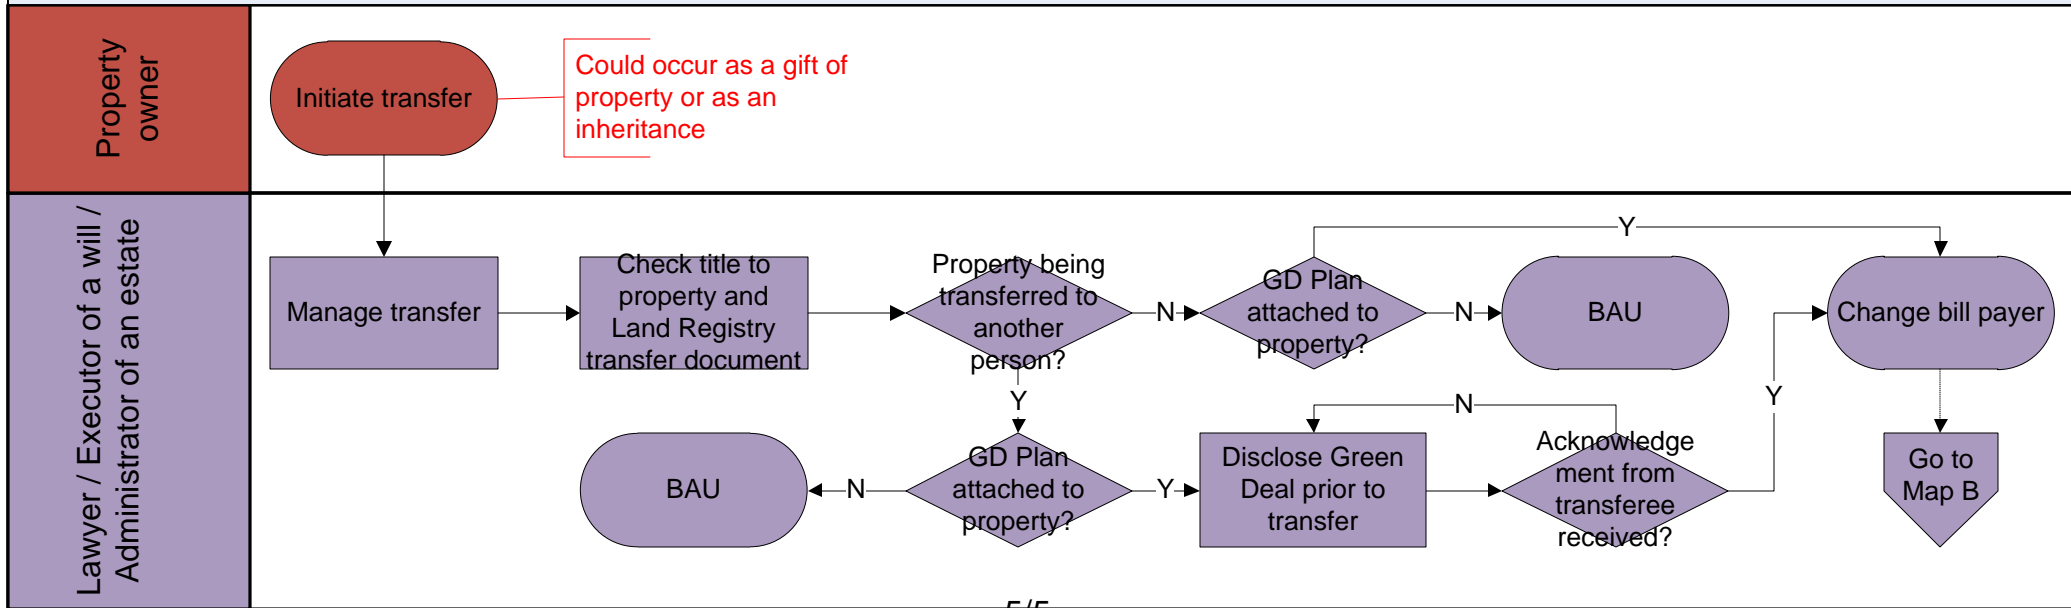 Property
owner
Initiate transfer
Could occur as a gift of
property or as an
inheritance
Lawyer / Executor of a will /
Administrator of an estate
Manage transfer
Check title to
property and
Land Registry
transfer document
Property being
transferred to
another
person?
N
GD Plan
attached to
property?
N
BAU
Y
Change bill payer
Y
BAU
N
GD Plan
attached to
property?
Y
Disclose Green
Deal prior to
transfer
N
Acknowledge
ment from
transferee
received?
Y
Go to
Map B
5/5